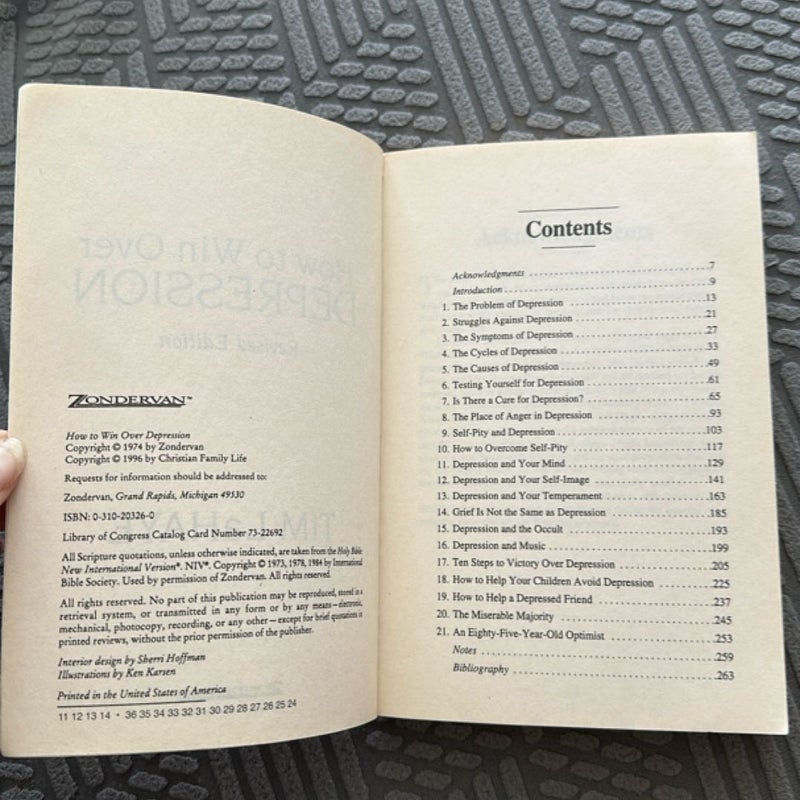 ZONDERVAN™
How to Win Over Depression
Copyright © 1974 by Zondervan
Copyright © 1996 by Christian Family Life
Requests for information should be addressed to:
Zondervan, Grand Rapids, Michigan 49530
ISBN: 0-310-20326-0
Library of Congress Catalog Card Number 73-22692
All Scripture quotations, unless otherwise indicated, are taken from the Holy Bible:
New International Version®. NIV®. Copyright © 1973, 1978, 1984 by International
Bible Society. Used by permission of Zondervan. All rights reserved.
All rights reserved. No part of this publication may be reproduced, stored in a
retrieval system, or transmitted in any form or by any means—electronic,
mechanical, photocopy, recording, or any other—except for brief quotations in
printed reviews, without the prior permission of the publisher.
Interior design by Sherri Hoffman
Illustrations by Ken Karsen
Printed in the United States of America
11 12 13 14 • 36 35 34 33 32 31 30 29 28 27 26 25 24
Contents
Acknowledgments 7
Introduction 9
1. The Problem of Depression 13
2. Struggles Against Depression 21
3. The Symptoms of Depression 27
4. The Cycles of Depression 33
5. The Causes of Depression 49
6. Testing Yourself for Depression 61
7. Is There a Cure for Depression? 65
8. The Place of Anger in Depression 93
9. Self-Pity and Depression 103
10. How to Overcome Self-Pity 117
11. Depression and Your Mind 129
12. Depression and Your Self-Image 141
13. Depression and Your Temperament 163
14. Grief Is Not the Same as Depression 185
15. Depression and the Occult 193
16. Depression and Music 199
17. Ten Steps to Victory Over Depression 205
18. How to Help Your Children Avoid Depression 225
19. How to Help a Depressed Friend 237
20. The Miserable Majority 245
21. An Eighty-Five-Year-Old Optimist 253
Notes 259
Bibliography 263